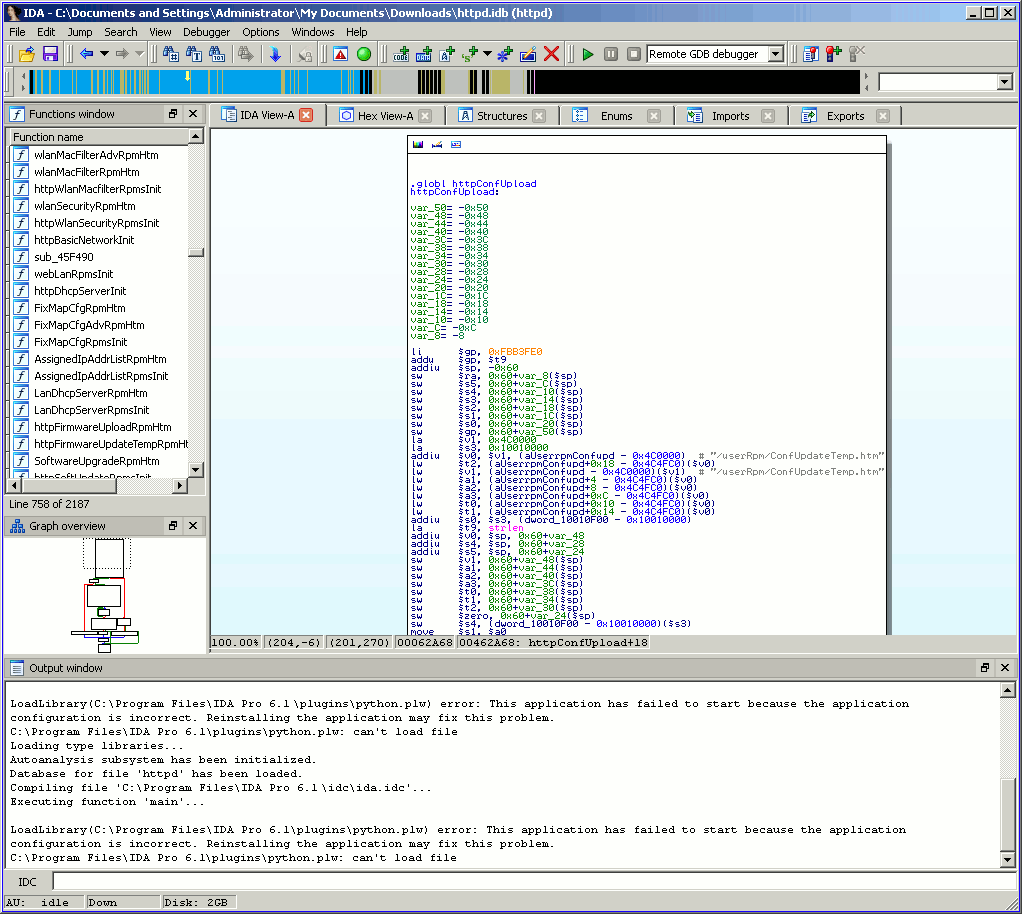 IDA - C:\Documents and Settings\Administrator\My Documents\Downloads\httpd.idb (httpd)
File Edit Jump Search View Debugger Options Windows Help
Remote GDB debugger
Functions window
IDA View-A
Hex View-A
Structures
Enums
Imports
Exports
Function name
wlanMacFilterAdvRpmHtm
wlanMacFilterRpmHtm
httpWlanMacfilterRpmsInit
wlanSecurityRpmHtm
httpWlanSecurityRpmsInit
httpBasicNetworkInit
sub_45F490
webLanRpmsInit
httpDhcpServerInit
FixMapCfgRpmHtm
FixMapCfgAdvRpmHtm
FixMapCfgRpmsInit
AssignedIpAddrListRpmHtm
AssignedIpAddrListRpmsInit
LanDhcpServerRpmHtm
LanDhcpServerRpmsInit
httpFirmwareUploadRpmHtm
httpFirmwareUpdateTempRpmHt
SoftwareUpgradeRpmHtm
httpSoftUpdateRpmsInit
Line 758 of 2187
Graph overview
.globl httpConfUpload
httpConfUpload:
var_50= -0x50
var_48= -0x48
var_44= -0x44
var_40= -0x40
var_3C= -0x3C
var_38= -0x38
var_34= -0x34
var_30= -0x30
var_28= -0x28
var_24= -0x24
var_20= -0x20
var_1C= -0x1C
var_18= -0x18
var_14= -0x14
var_10= -0x10
var_C= -0xC
var_8= -8
li $gp, 0xFBB3FE0
addu $gp, $t9
addiu $sp, -0x60
sw $ra, 0x60+var_8($sp)
sw $s5, 0x60+var_C($sp)
sw $s4, 0x60+var_10($sp)
sw $s3, 0x60+var_14($sp)
sw $s2, 0x60+var_18($sp)
sw $s1, 0x60+var_1C($sp)
sw $s0, 0x60+var_20($sp)
sw $gp, 0x60+var_50($sp)
la $v1, 0x4C0000
la $s3, 0x10010000
addiu $v0, $v1, (aUserrpmConfupd - 0x4C0000) # "/userRpm/ConfUpdateTemp.htm"
lw $t2, (aUserrpmConfupd+0x18 - 0x4C4FC0)($v0)
lw $v1, (aUserrpmConfupd - 0x4C0000)($v1) # "/userRpm/ConfUpdateTemp.htm"
lw $a1, (aUserrpmConfupd+4 - 0x4C4FC0)($v0)
lw $a2, (aUserrpmConfupd+8 - 0x4C4FC0)($v0)
lw $a3, (aUserrpmConfupd+0xC - 0x4C4FC0)($v0)
lw $t0, (aUserrpmConfupd+0x10 - 0x4C4FC0)($v0)
lw $t1, (aUserrpmConfupd+0x14 - 0x4C4FC0)($v0)
addiu $s0, $s3, (dword_10010F00 - 0x10010000)
la $t9, strlen
addiu $v0, $sp, 0x60+var_48
addiu $s4, $sp, 0x60+var_28
addiu $s5, $sp, 0x60+var_24
sw $v1, 0x60+var_48($sp)
sw $a1, 0x60+var_44($sp)
sw $a2, 0x60+var_40($sp)
sw $a3, 0x60+var_3C($sp)
sw $t0, 0x60+var_38($sp)
sw $t1, 0x60+var_34($sp)
sw $t2, 0x60+var_30($sp)
sw $zero, 0x60+var_24($sp)
sw $s4, (dword_10010F00 - 0x10010000)($s3)
move $s1, $a0
100.00% (204,-6) (201,270) 00062A68 00462A68: httpConfUpload+18
Output window
LoadLibrary(C:\Program Files\IDA Pro 6.1\plugins\python.plw) error: This application has failed to start because the application
configuration is incorrect. Reinstalling the application may fix this problem.
C:\Program Files\IDA Pro 6.1\plugins\python.plw: can't load file
Loading type libraries...
Autoanalysis subsystem has been initialized.
Database for file 'httpd' has been loaded.
Compiling file 'C:\Program Files\IDA Pro 6.1\idc\ida.idc'...
Executing function 'main'...
LoadLibrary(C:\Program Files\IDA Pro 6.1\plugins\python.plw) error: This application has failed to start because the application
configuration is incorrect. Reinstalling the application may fix this problem.
C:\Program Files\IDA Pro 6.1\plugins\python.plw: can't load file
IDC
AU: idle Down Disk: 2GB